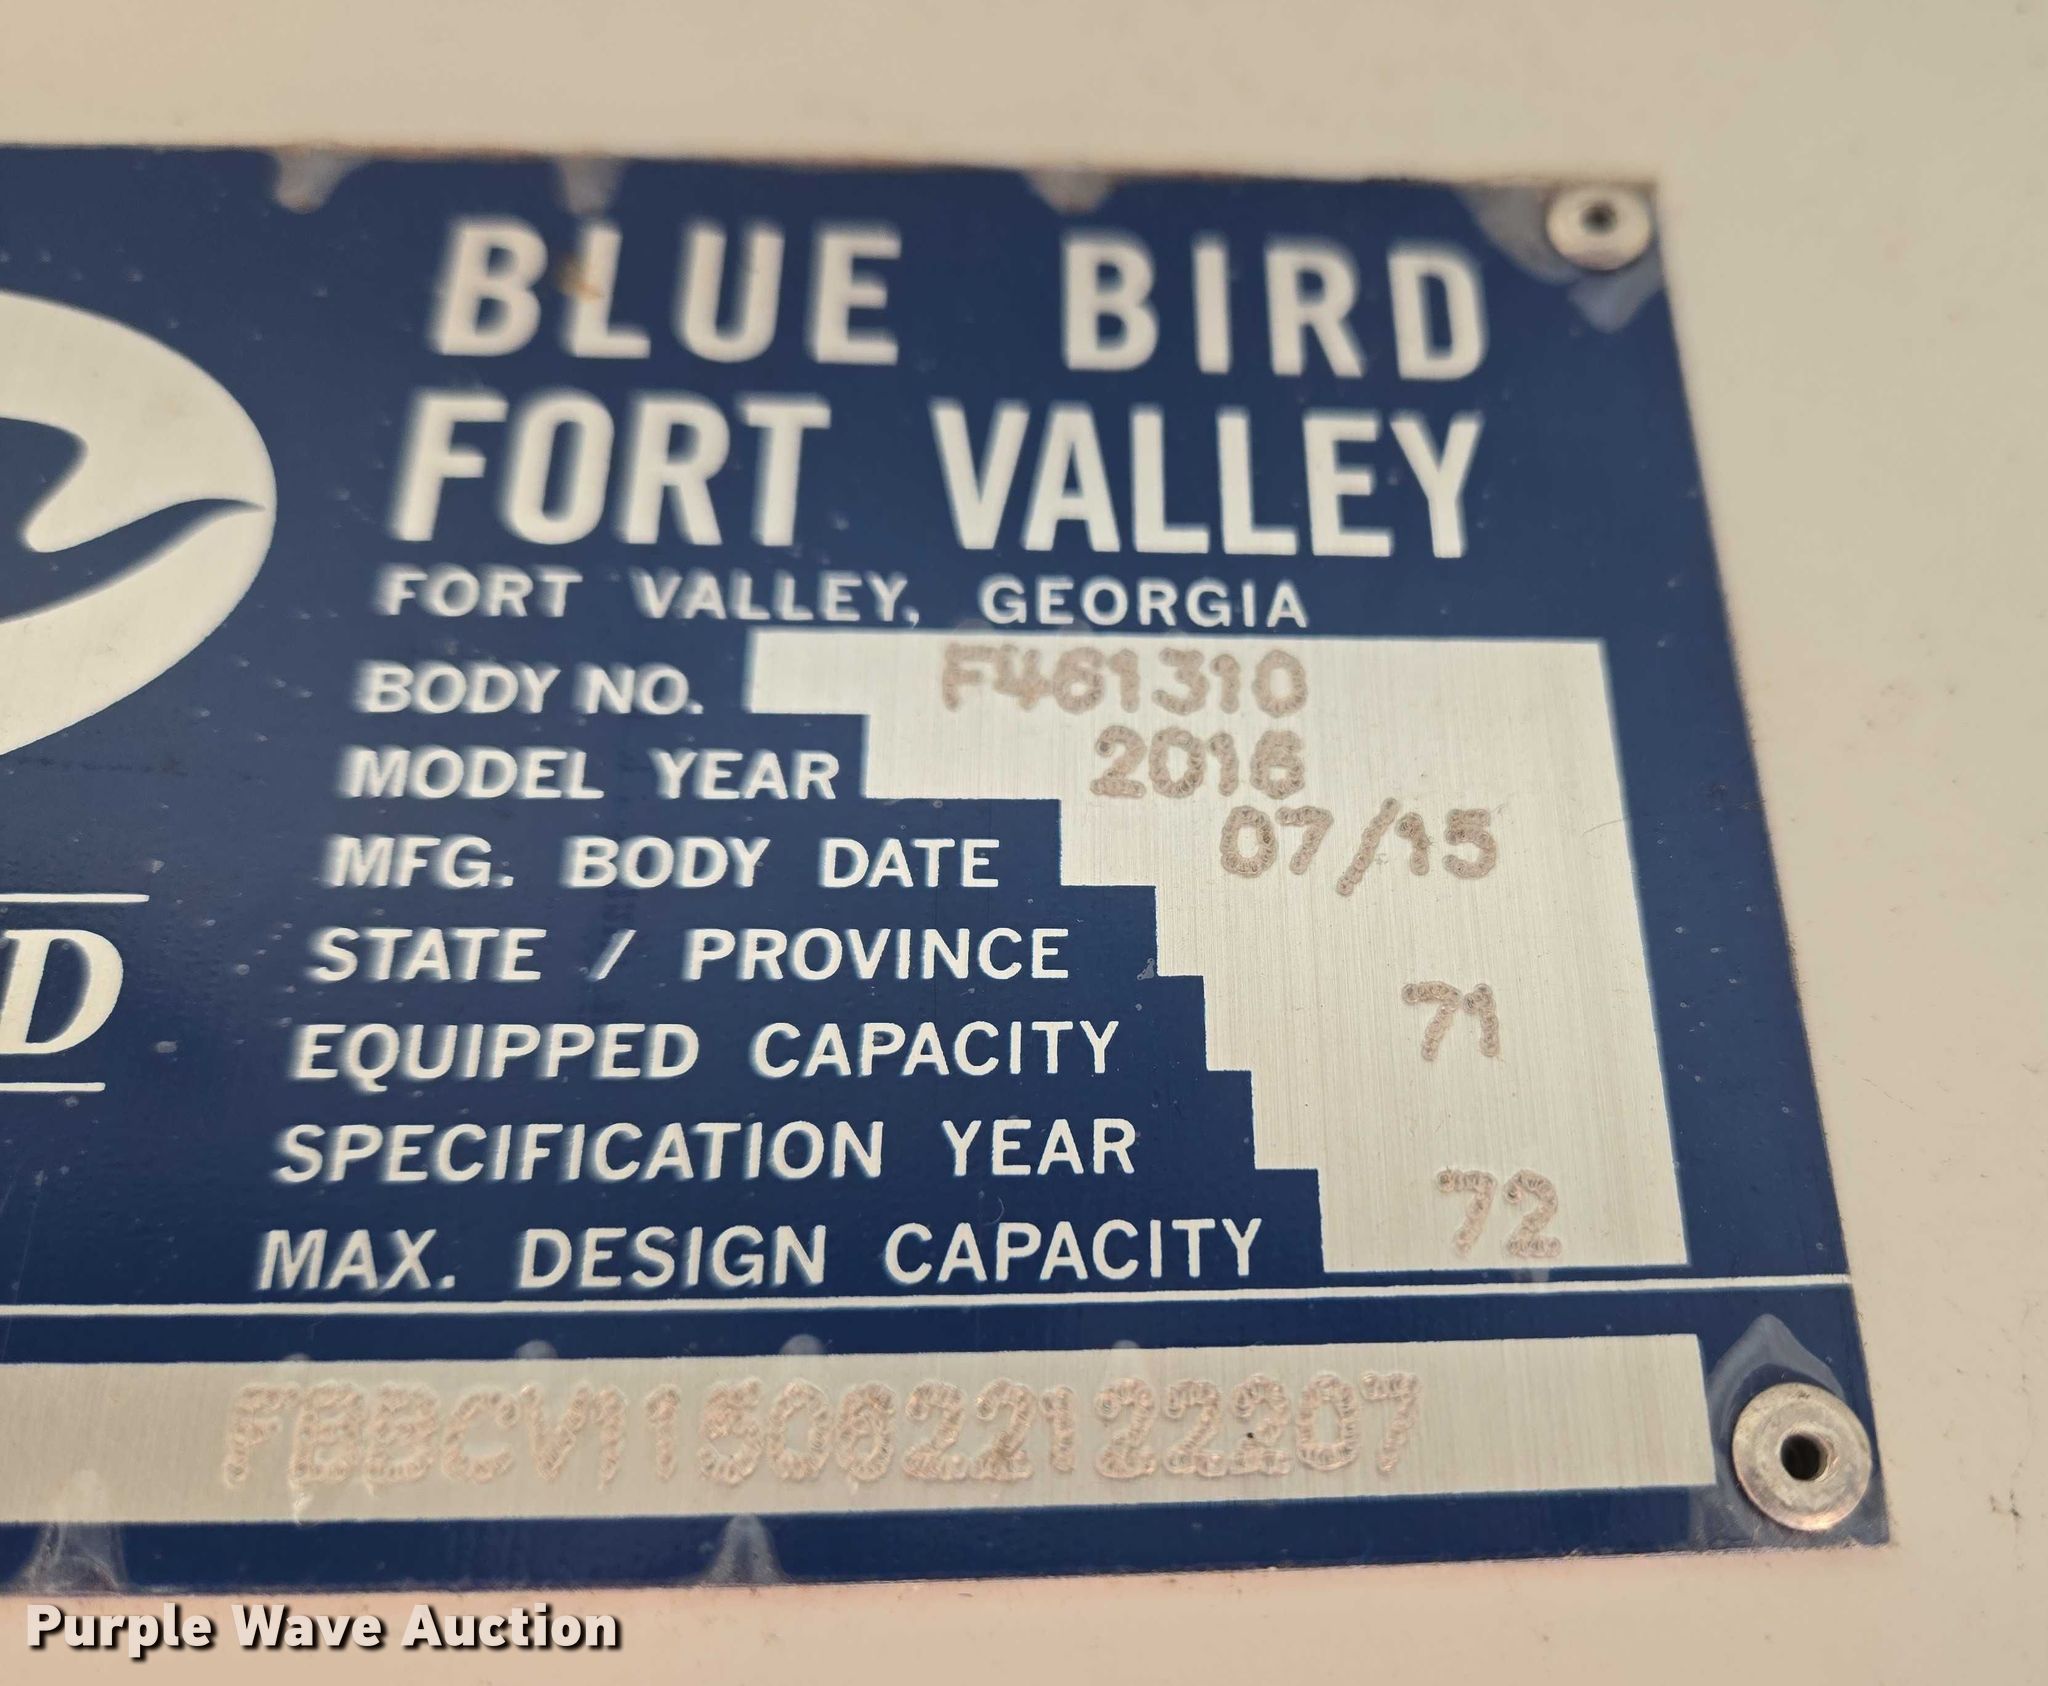 BLUE BIRD
FORT VALLEY
FORT VALLEY, GEORGIA
BODY NO. F461310
MODEL YEAR 2016
MFG. BODY DATE 07/15
STATE / PROVINCE
EQUIPPED CAPACITY 71
SPECIFICATION YEAR
MAX. DESIGN CAPACITY 72
D
FBBCV1150622122207
Purple Wave Auction